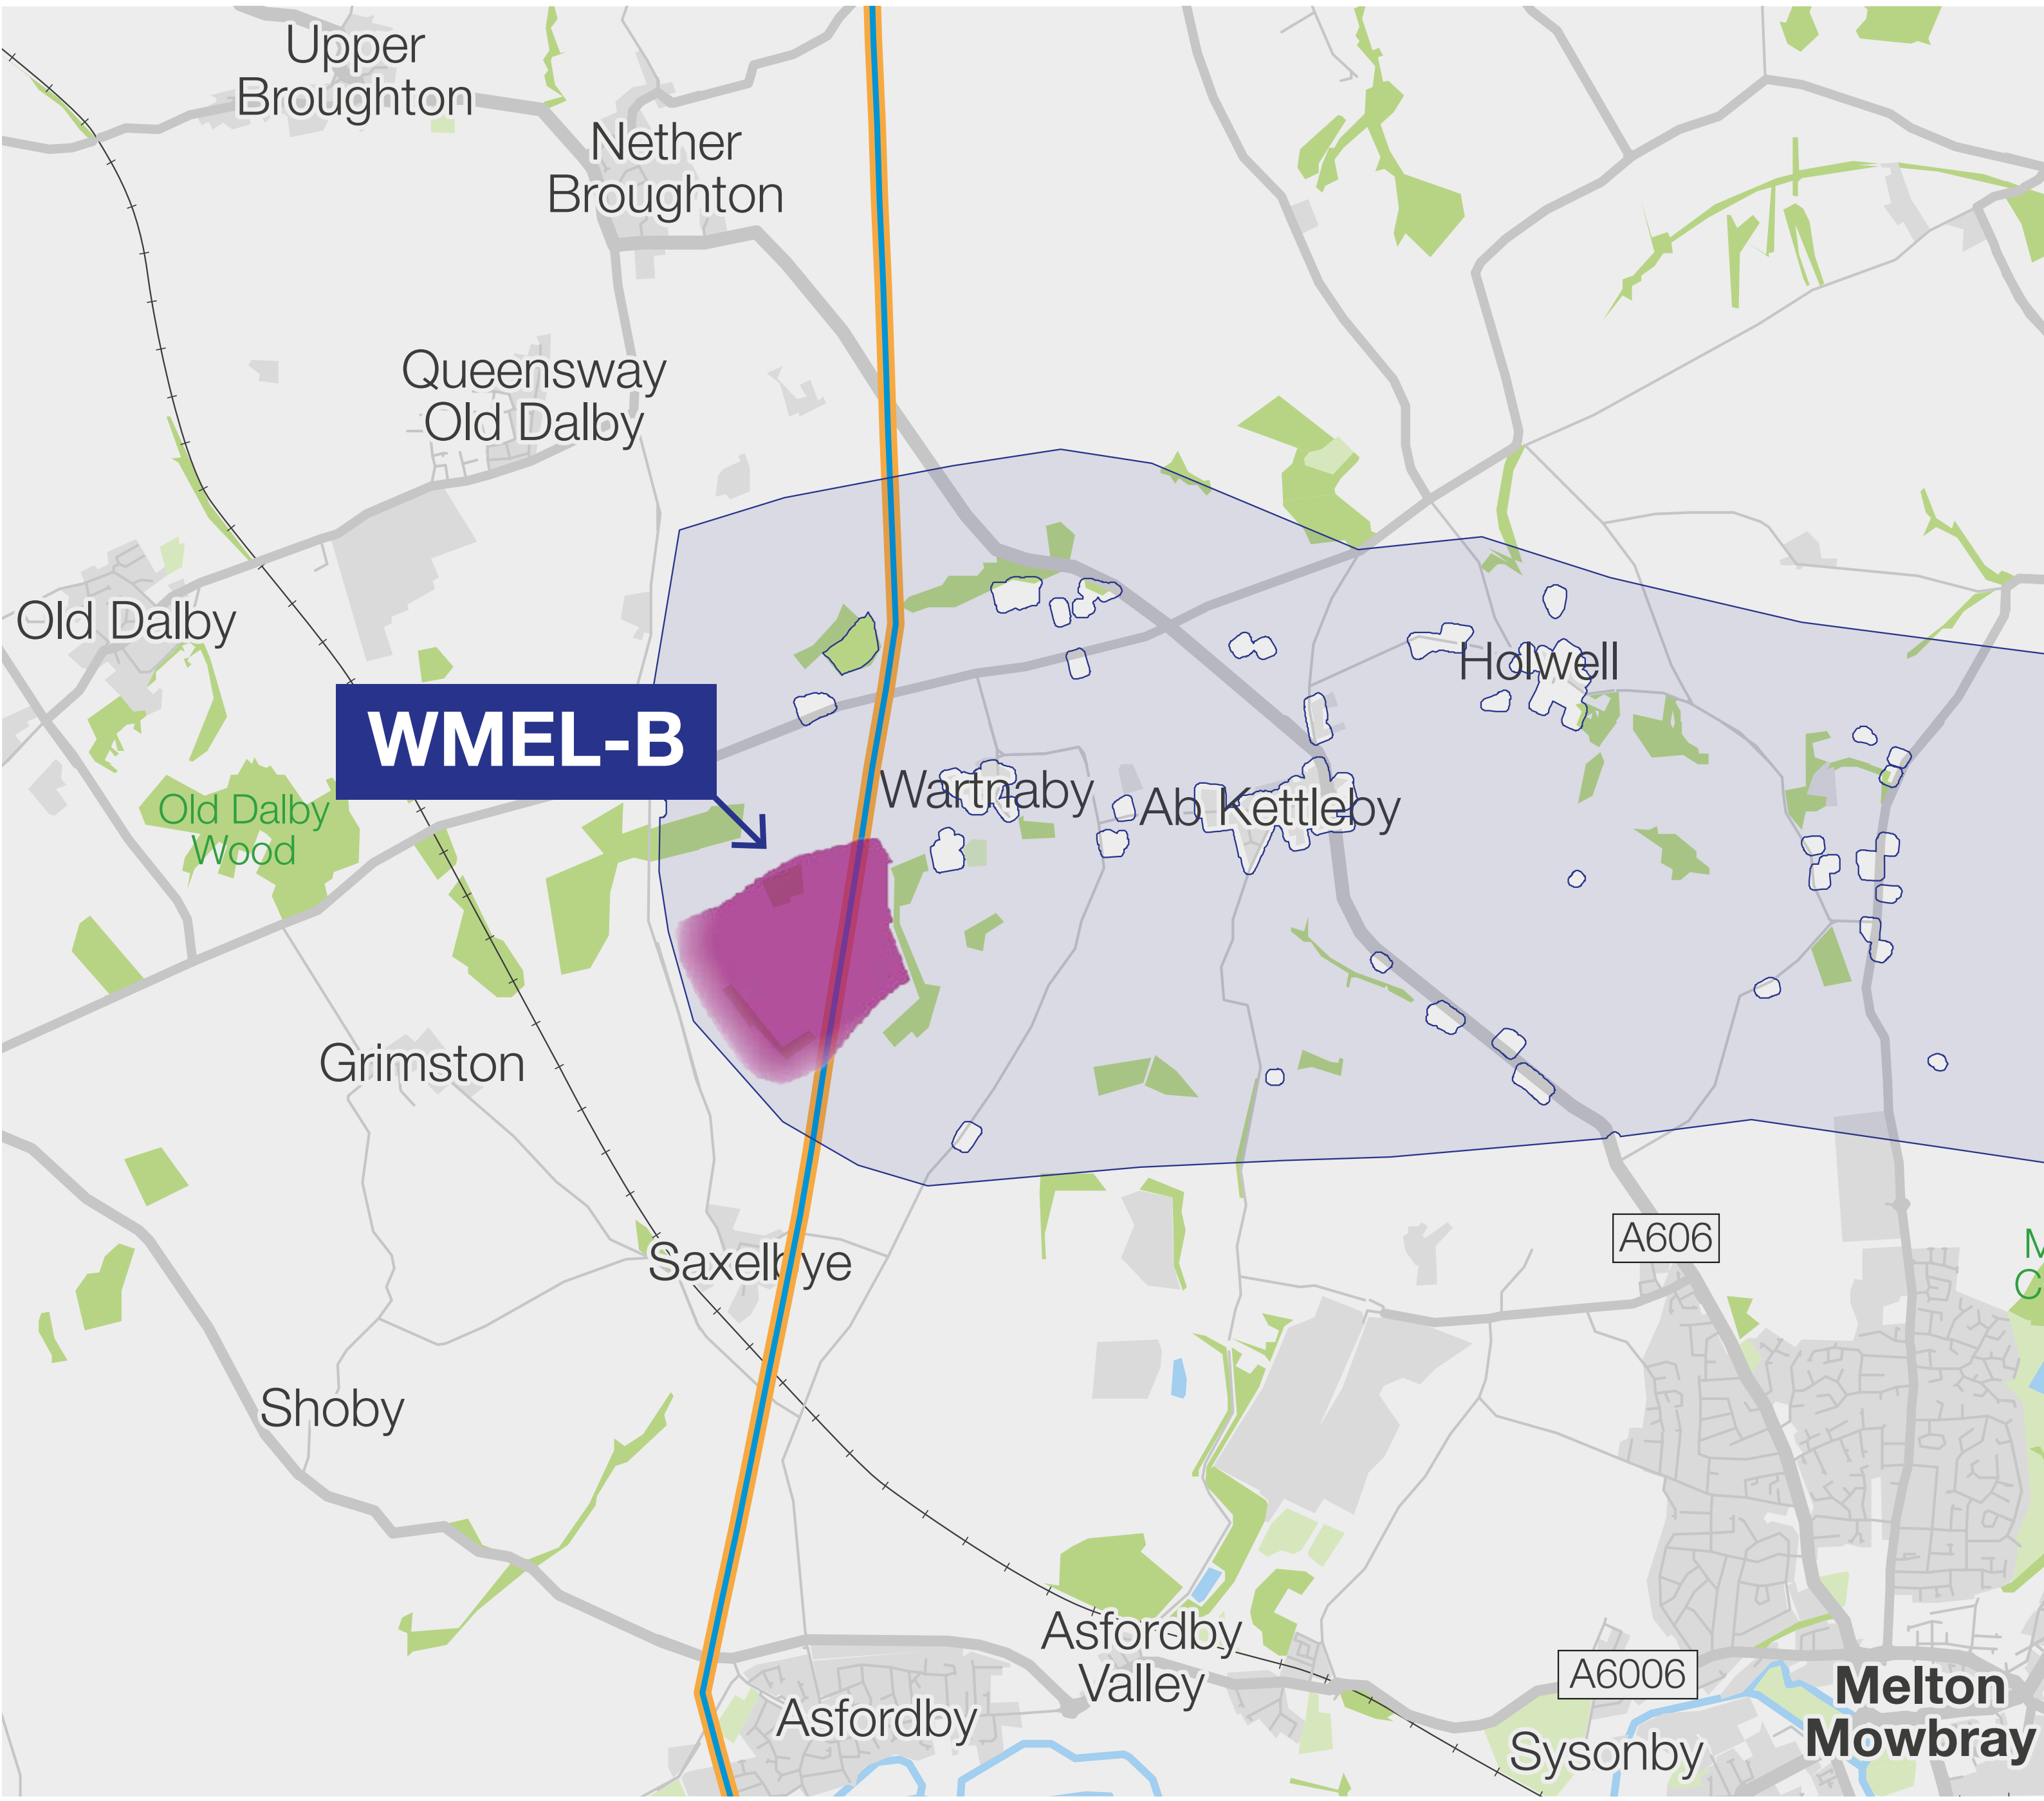 Upper
Broughton
Nether
Broughton
Queensway
Old Dalby
Old Dalby
Holwell
WMEL-B
Wartnaby
Ab Kettleby
Old Dalby
Wood
Grimston
A606
M
C
Saxelbye
Shoby
Asfordby
Valley
A6006
Melton
Mowbray
Asfordby
Sysonby